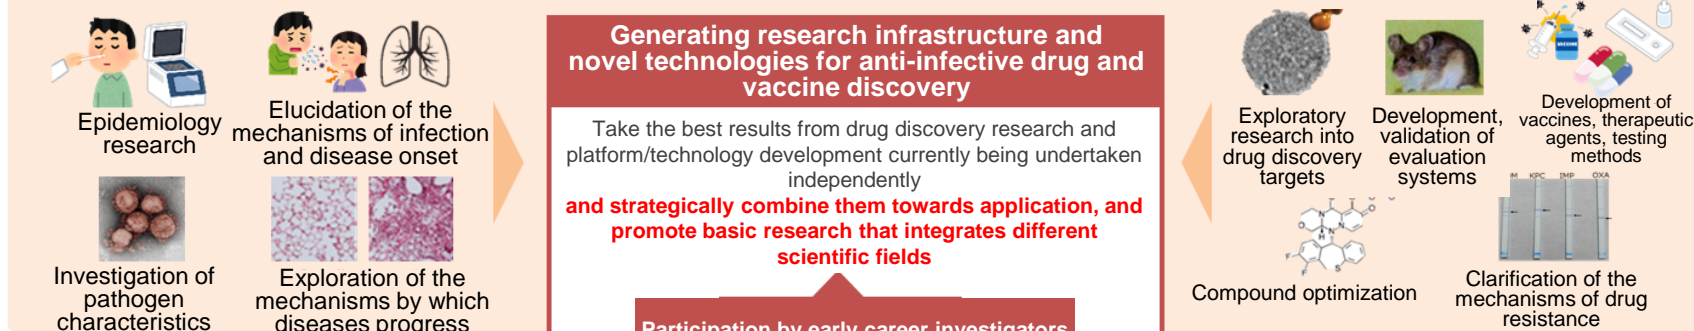 Epidemiology
research
Elucidation of the
mechanisms of infection
and disease onset
Investigation of
pathogen
characteristics
Exploration of the
mechanisms by which
diseases progress
Generating research infrastructure and
novel technologies for anti-infective drug and
vaccine discovery
Take the best results from drug discovery research and
platform/technology development currently being undertaken
independently
and strategically combine them towards application, and
promote basic research that integrates different
scientific fields
Participation by early career investigators
Exploratory
research into
drug discovery
targets
Development,
validation of
evaluation
systems
VACCINE
Development of
vaccines, therapeutic
agents, testing
methods
KPC IMP OXA
Compound optimization
Clarification of the
mechanisms of drug
resistance